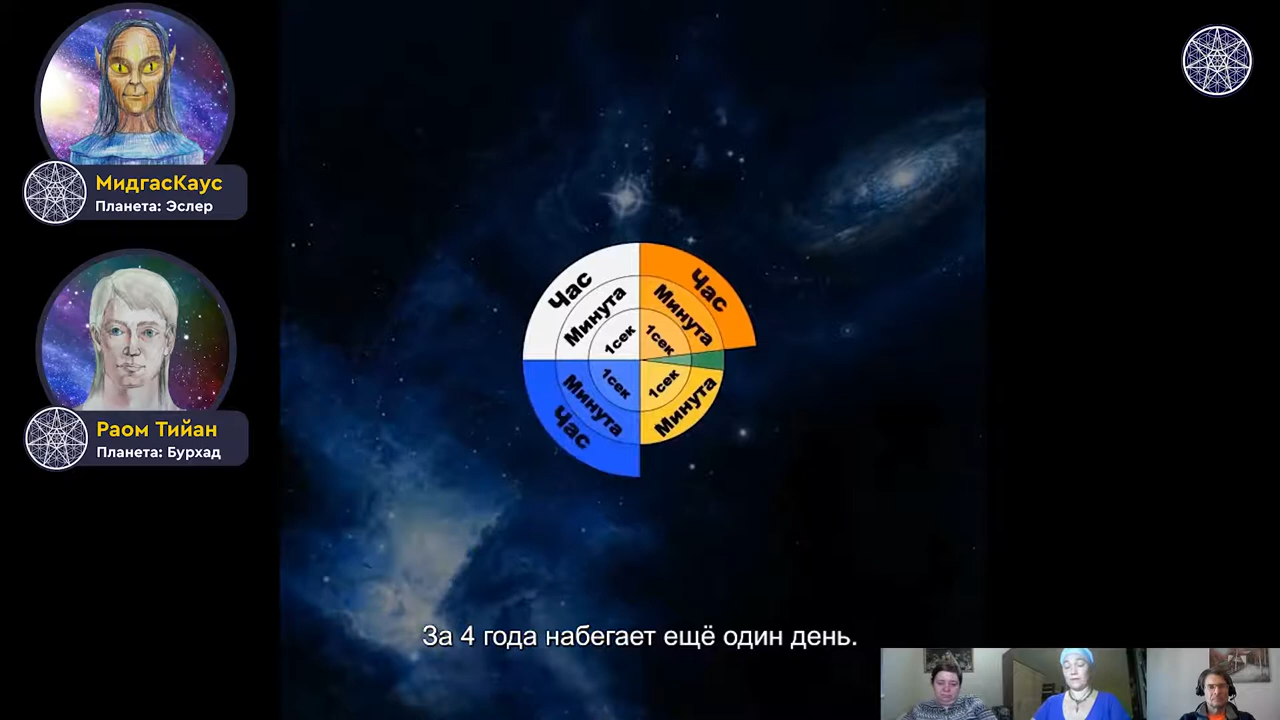 МидгасКаус
Планета: Эслер
Раом Тийан
Планета: Бурхад
Час
Час
Минута
Минута
1сек
1сек
1сек
1сек
Минута
Минута
Час
За 4 года набегает ещё один день.